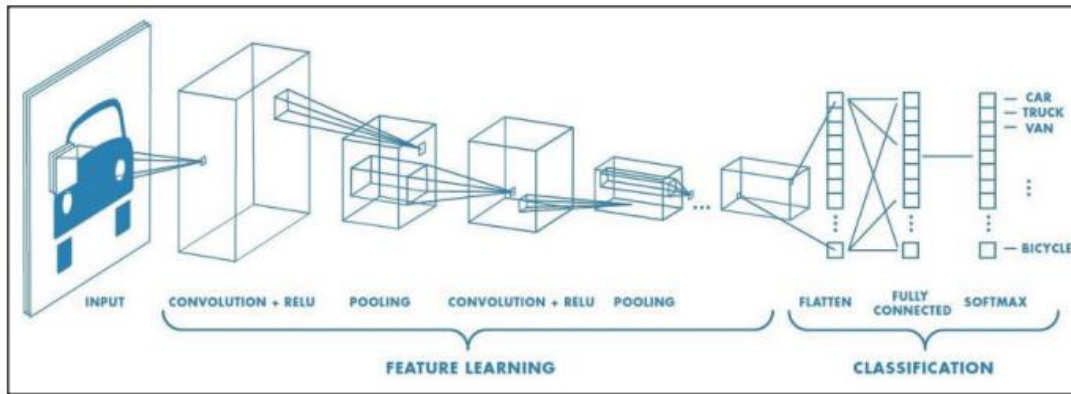 CAR
TRUCK
VAN
BICYCLE
INPUT
CONVOLUTION + RELU
POOLING
CONVOLUTION + RELU
POOLING
FLATTEN
FULLY
CONNECTED
SOFTMAX
FEATURE LEARNING
CLASSIFICATION